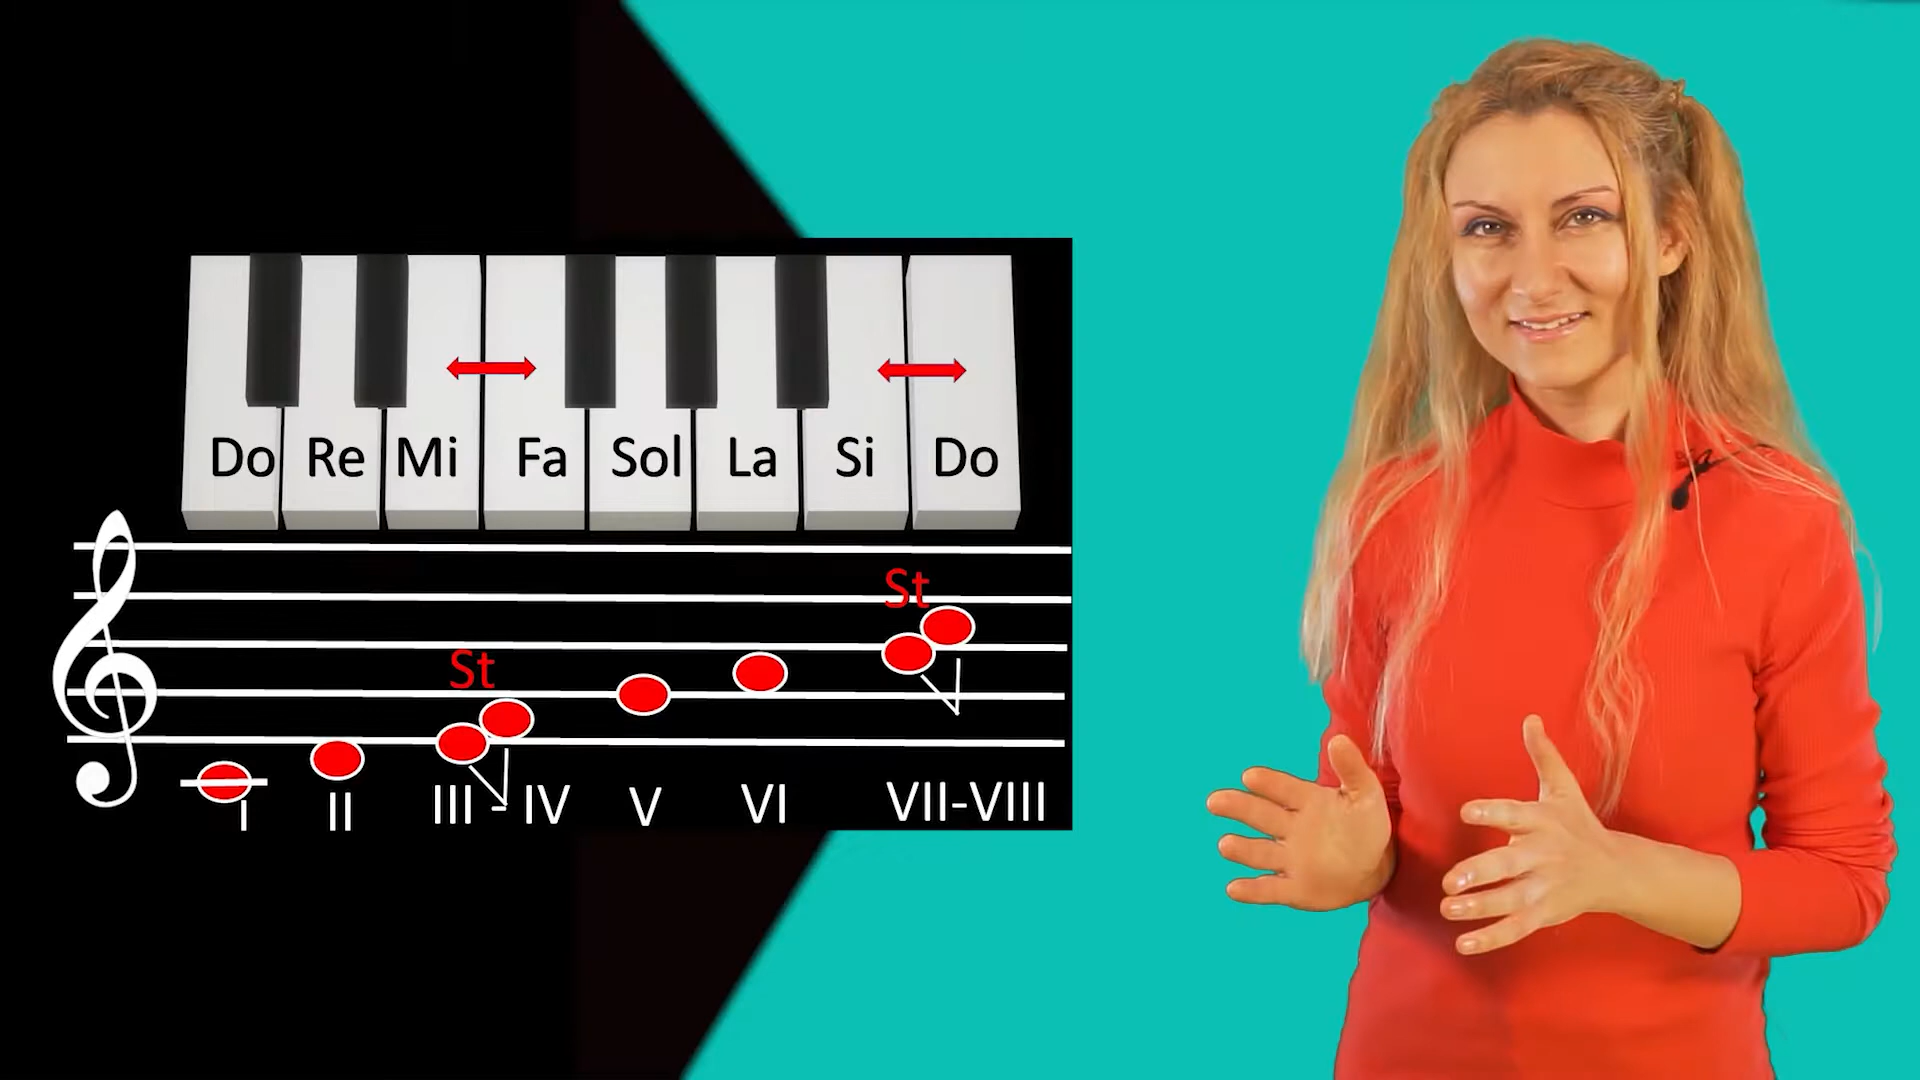 Do Re Mi Fa Sol La Si Do
St
St
I II III - IV V VI VII-VIII